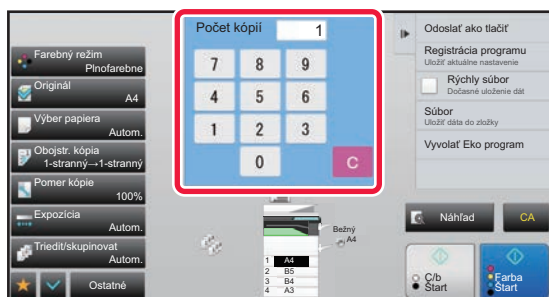 Farebný režim
Plnofarebne
Originál
A4
Výber papiera
Autom.
Obojstr. kópia
1-stranný→1-stranný
Pomer kópie
100%
Expozícia
Autom.
Triediť/skupinovat
Autom.
Ostatné
Počet kópií
1
7 8 9
4 5 6
1 2 3
0 C
Bežný
A4
1 A4
2 B5
3 B4
4 A3
Odoslať ako tlačiť
Registrácia programu
Uložiť aktuálne nastavenie
Rýchly súbor
Dočasné uloženie dát
Súbor
Uložiť dáta do zložky
Vyvolať Eko program
Náhľad
CA
Č/b
Štart
Farba
Štart